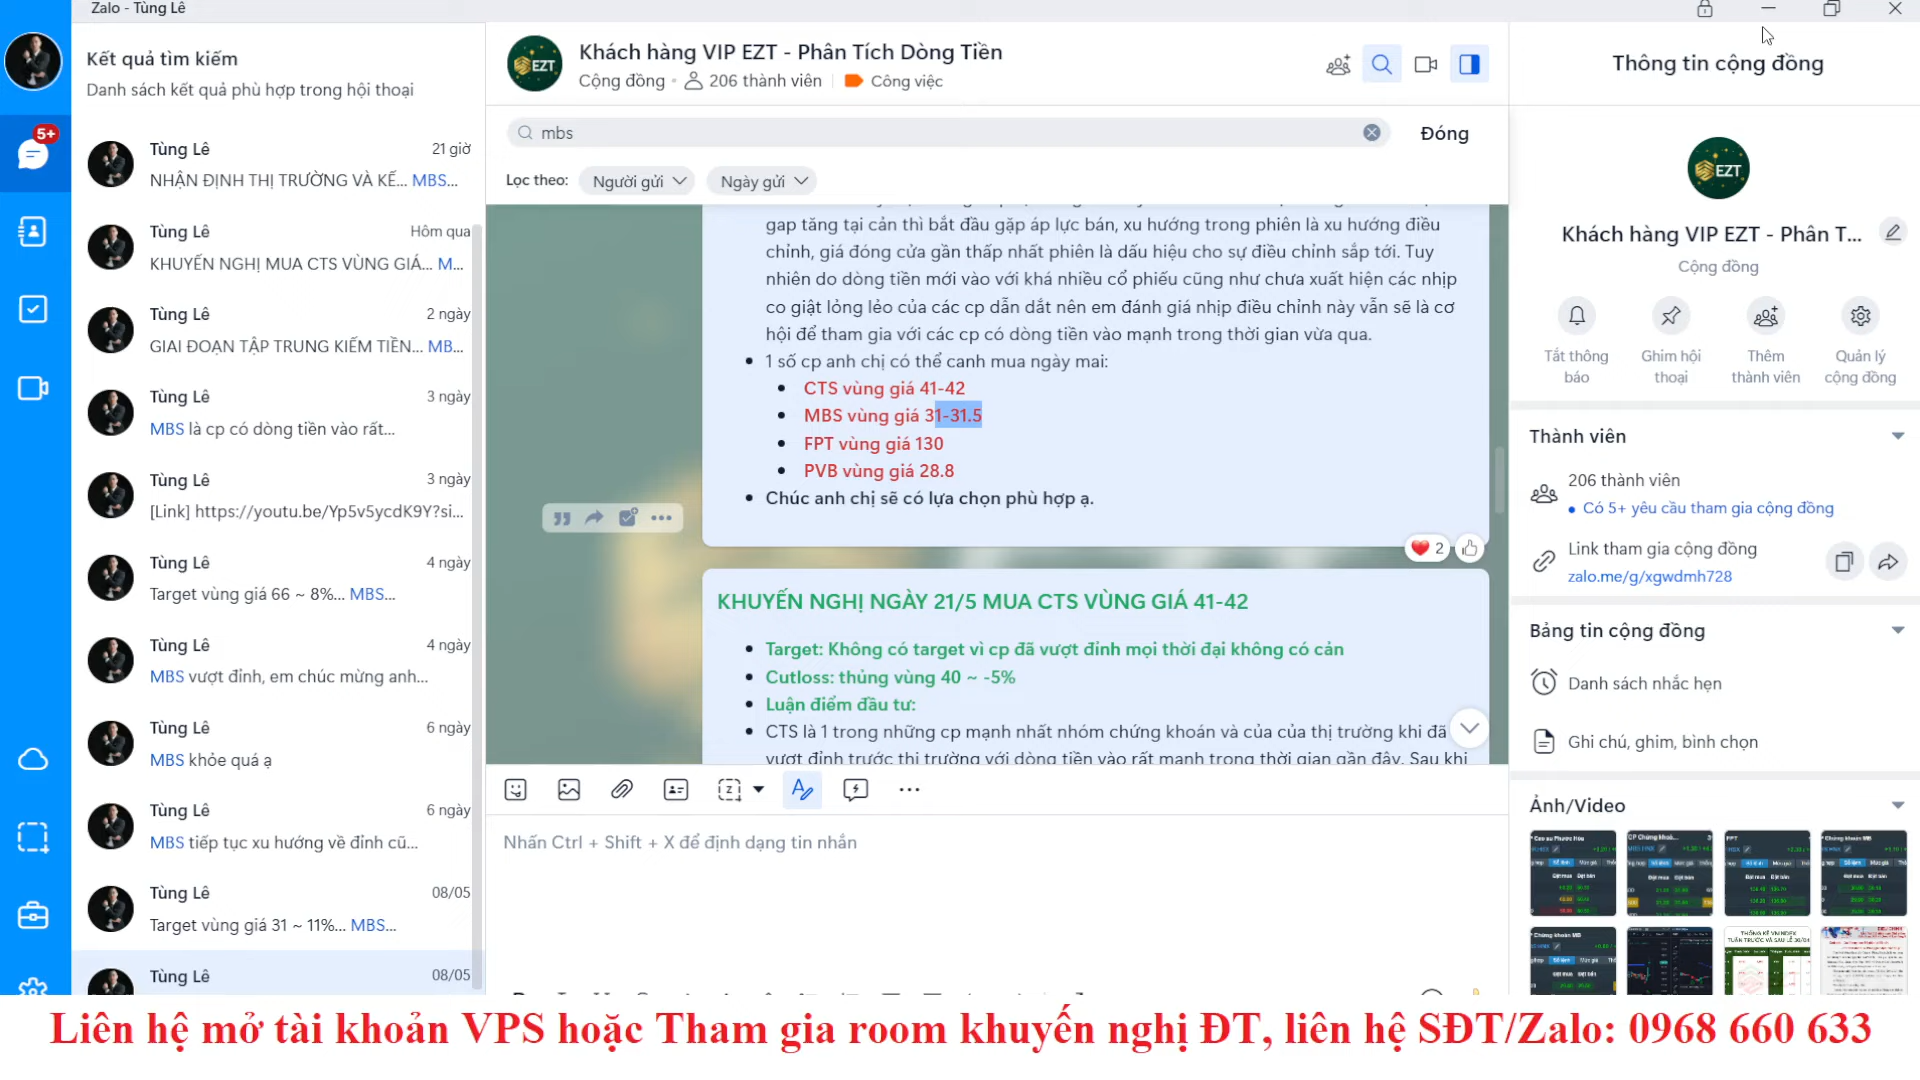 Zalo - Tùng Lê
Kết quả tìm kiếm
Danh sách kết quả phù hợp trong hội thoại
5+
Tùng Lê
21 giờ
NHẬN ĐỊNH THỊ TRƯỜNG VÀ KẾ... MBS...
Tùng Lê
Hôm qua
KHUYẾN NGHỊ MUA CTS VÙNG GIÁ... M...
Tùng Lê
2 ngày
GIAI ĐOẠN TẬP TRUNG KIẾM TIỀN... MB...
Tùng Lê
3 ngày
MBS là cp có dòng tiền vào rất...
Tùng Lê
3 ngày
[Link] https://youtu.be/Yp5v5ycdK9Y?si...
Tùng Lê
4 ngày
Target vùng giá 66 ~ 8%... MBS...
Tùng Lê
4 ngày
MBS vượt đỉnh, em chúc mừng anh...
Tùng Lê
6 ngày
MBS khỏe quá ạ
Tùng Lê
6 ngày
MBS tiếp tục xu hướng về đỉnh cũ...
Tùng Lê
08/05
Target vùng giá 31 ~ 11%... MBS...
Tùng Lê
08/05
EZT
Khách hàng VIP EZT - Phân Tích Dòng Tiền
Cộng đồng
206 thành viên
Công việc
mbs
Đóng
Lọc theo:
Người gửi
Ngày gửi
gap tăng tại cản thì bắt đầu gặp áp lực bán, xu hướng trong phiên là xu hướng điều
chỉnh, giá đóng cửa gần thấp nhất phiên là dấu hiệu cho sự điều chỉnh sắp tới. Tuy
nhiên do dòng tiền mới vào với khá nhiều cổ phiếu cũng như chưa xuất hiện các nhịp
co giật lỏng lẻo của các cp dẫn dắt nên em đánh giá nhịp điều chỉnh này vẫn sẽ là cơ
hội để tham gia với các cp có dòng tiền vào mạnh trong thời gian vừa qua.
1 số cp anh chị có thể canh mua ngày mai:
CTS vùng giá 41-42
MBS vùng giá 31-31.5
FPT vùng giá 130
PVB vùng giá 28.8
Chúc anh chị sẽ có lựa chọn phù hợp ạ.
2
KHUYẾN NGHỊ NGÀY 21/5 MUA CTS VÙNG GIÁ 41-42
Target: Không có target vì cp đã vượt đỉnh mọi thời đại không có cản
Cutloss: thủng vùng 40 ~ -5%
Luận điểm đầu tư:
CTS là 1 trong những cp mạnh nhất nhóm chứng khoán và của của thị trường khi đã
vượt đỉnh trước thị trường với dòng tiền vào rất mạnh trong thời gian gần đây. Sau khi
Nhấn Ctrl + Shift + X để định dạng tin nhắn
Thông tin cộng đồng
EZT
Khách hàng VIP EZT - Phân T...
Cộng đồng
Tắt thông
báo
Ghim hội
thoại
Thêm
thành viên
Quản lý
cộng đồng
Thành viên
206 thành viên
Có 5+ yêu cầu tham gia cộng đồng
Link tham gia cộng đồng
zalo.me/g/xgwdmh728
Bảng tin cộng đồng
Danh sách nhắc hẹn
Ghi chú, ghim, bình chọn
Ảnh/Video
Liên hệ mở tài khoản VPS hoặc Tham gia room khuyến nghị ĐT, liên hệ SĐT/Zalo: 0968 660 633